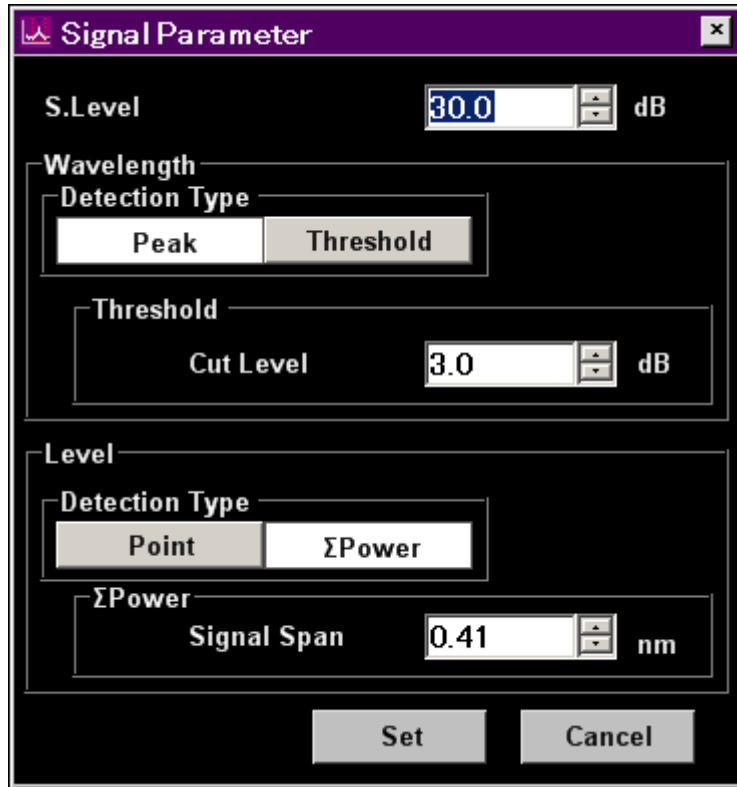 Signal Parameter
S.Level 30.0 dB
Wavelength
Detection Type
Peak Threshold
Threshold
Cut Level 3.0 dB
Level
Detection Type
Point ΣPower
ΣPower
Signal Span 0.41 nm
Set Cancel